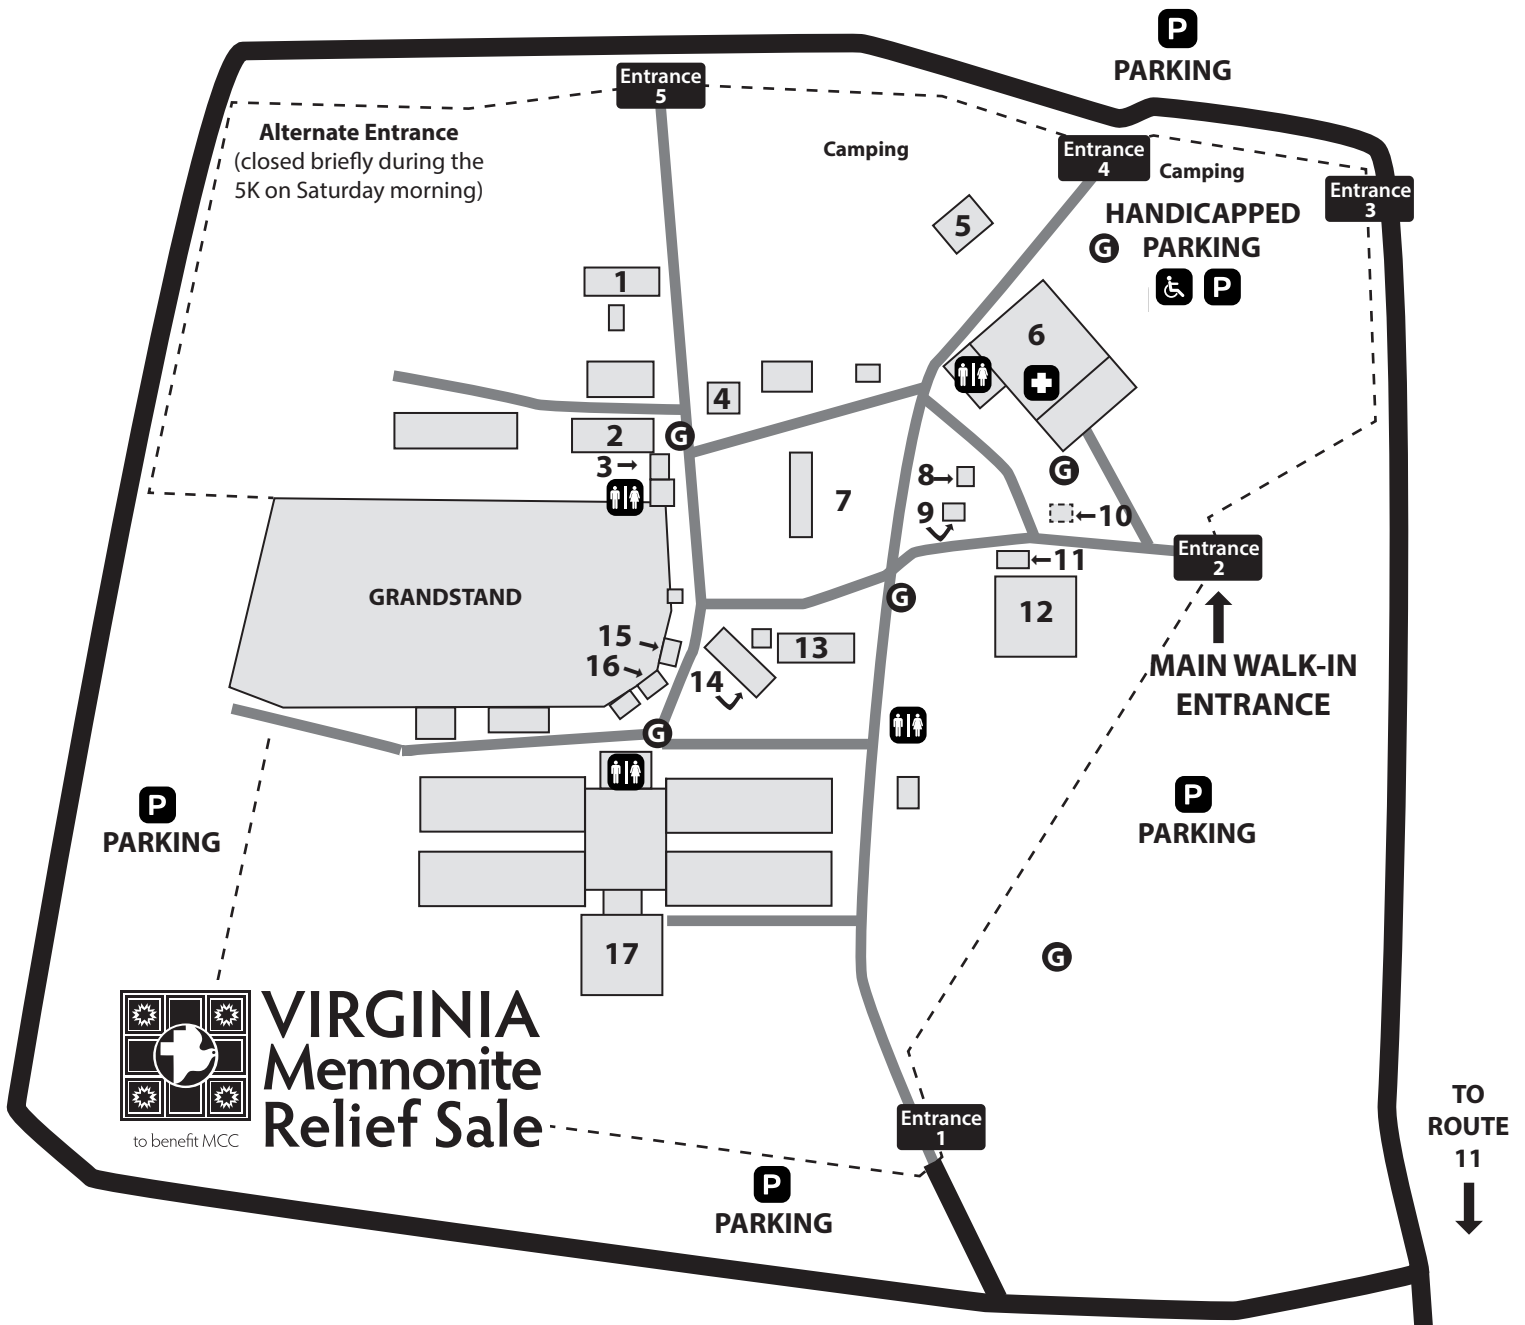 P
PARKING
Entrance
5
Alternate Entrance
(closed briefly during the
5K on Saturday morning)
Camping
Entrance
4
Camping
Entrance
3
HANDICAPPED
G PARKING
P
5
1
6
4
2
G
3
7
8
G
9
10
Entrance
2
11
GRANDSTAND
G
12
15
13
16
14
MAIN WALK-IN
ENTRANCE
G
P
PARKING
P
PARKING
17
G
VIRGINIA
Mennonite
Relief Sale
to benefit MCC
Entrance
1
TO
ROUTE
11
P
PARKING